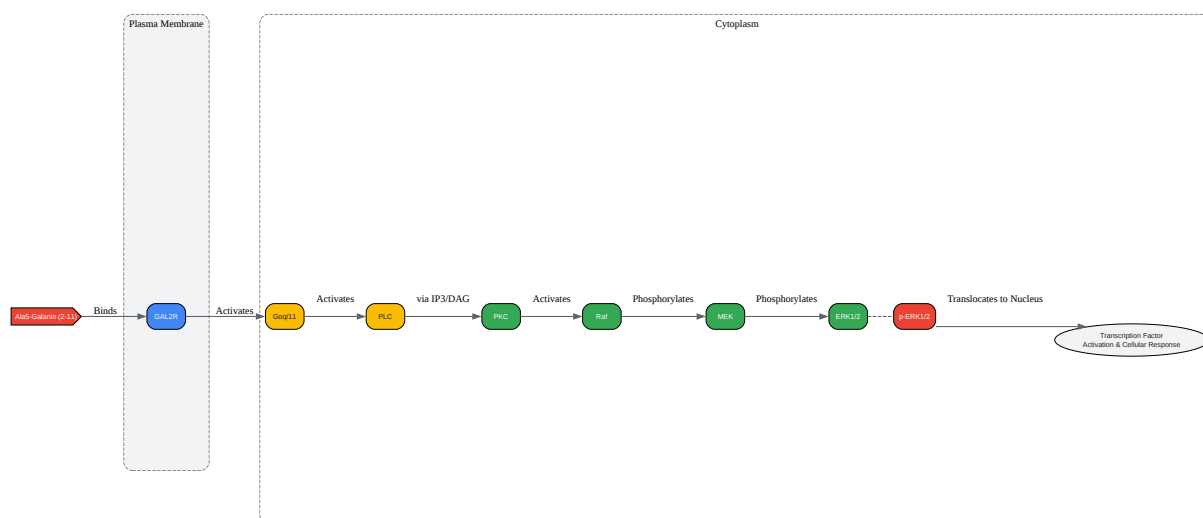 Plasma Membrane
Cytoplasm
Ala5-Galanin (2-11)
Binds
GAL2R
Activates
Gαq/11
Activates
PLC
via IP3/DAG
PKC
Activates
Raf
Phosphorylates
MEK
Phosphorylates
ERK1/2
p-ERK1/2
Translocates to Nucleus
Transcription Factor
Activation & Cellular Response